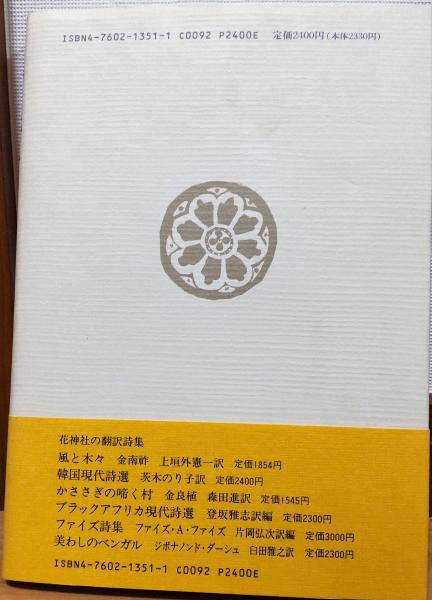 ISBN4-7602-1351-1 C0092 P2400E 定価2400円(本体2330円)
花神社の翻訳詩集
風と木々 金南祚 上垣外憲一訳 定価1854円
韓国現代詩選 茨木のり子訳 定価2400円
かささぎの啼く村 金良植 森田進訳 定価1545円
ブラックアフリカ現代詩選 登坂雅志訳編 定価2300円
ファイズ詩集 ファイズ・A・ファイズ 片岡弘次訳編 定価3000円
美わしのベンガル ジボナノンド・ダーシュ 臼田雅之訳 定価2300円
ISBN4-7602-1351-1 C0092 P2400E